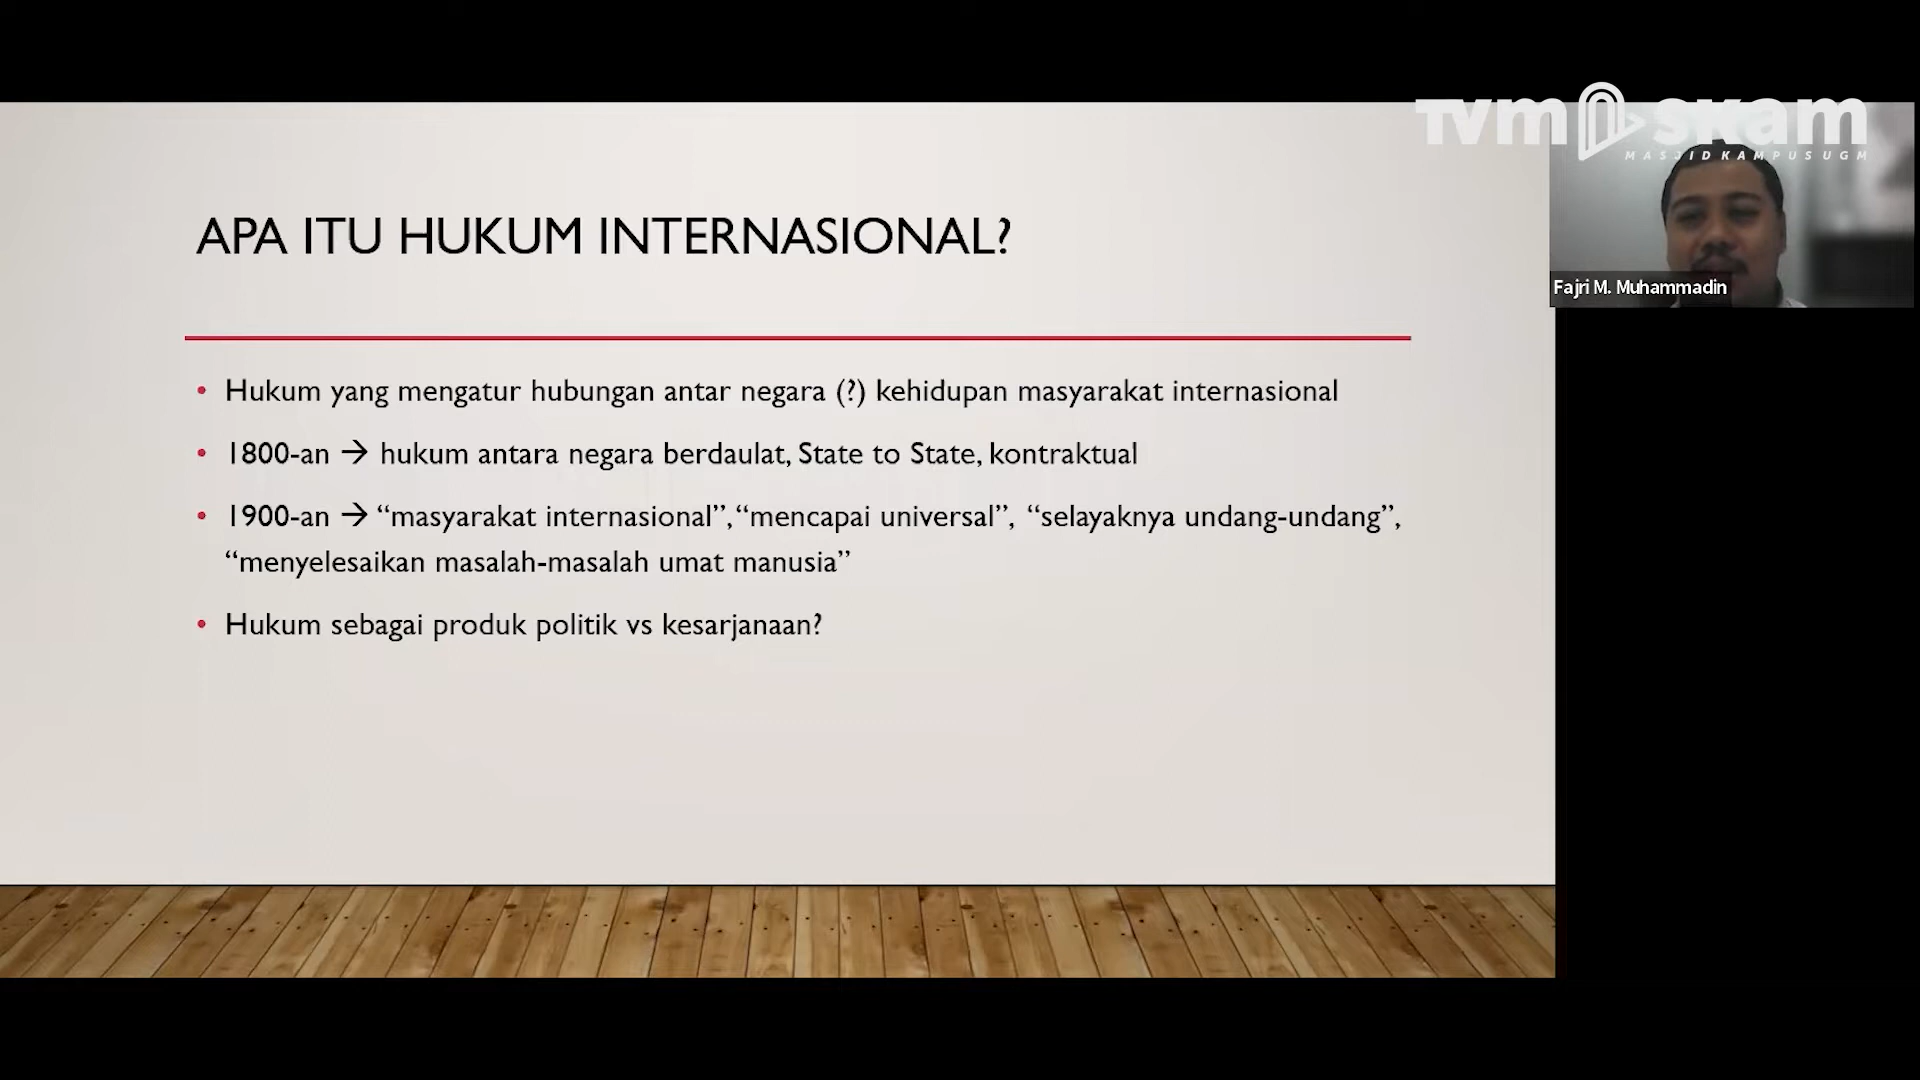 TVmaskam
MASJID KAMPUS UGM
Fajri M. Muhammadin
APA ITU HUKUM INTERNASIONAL?
• Hukum yang mengatur hubungan antar negara (?) kehidupan masyarakat internasional
• 1800-an → hukum antara negara berdaulat, State to State, kontraktual
• 1900-an → “masyarakat internasional”, “mencapai universal”, “selayaknya undang-undang”,
“menyelesaikan masalah-masalah umat manusia”
• Hukum sebagai produk politik vs kesarjanaan?